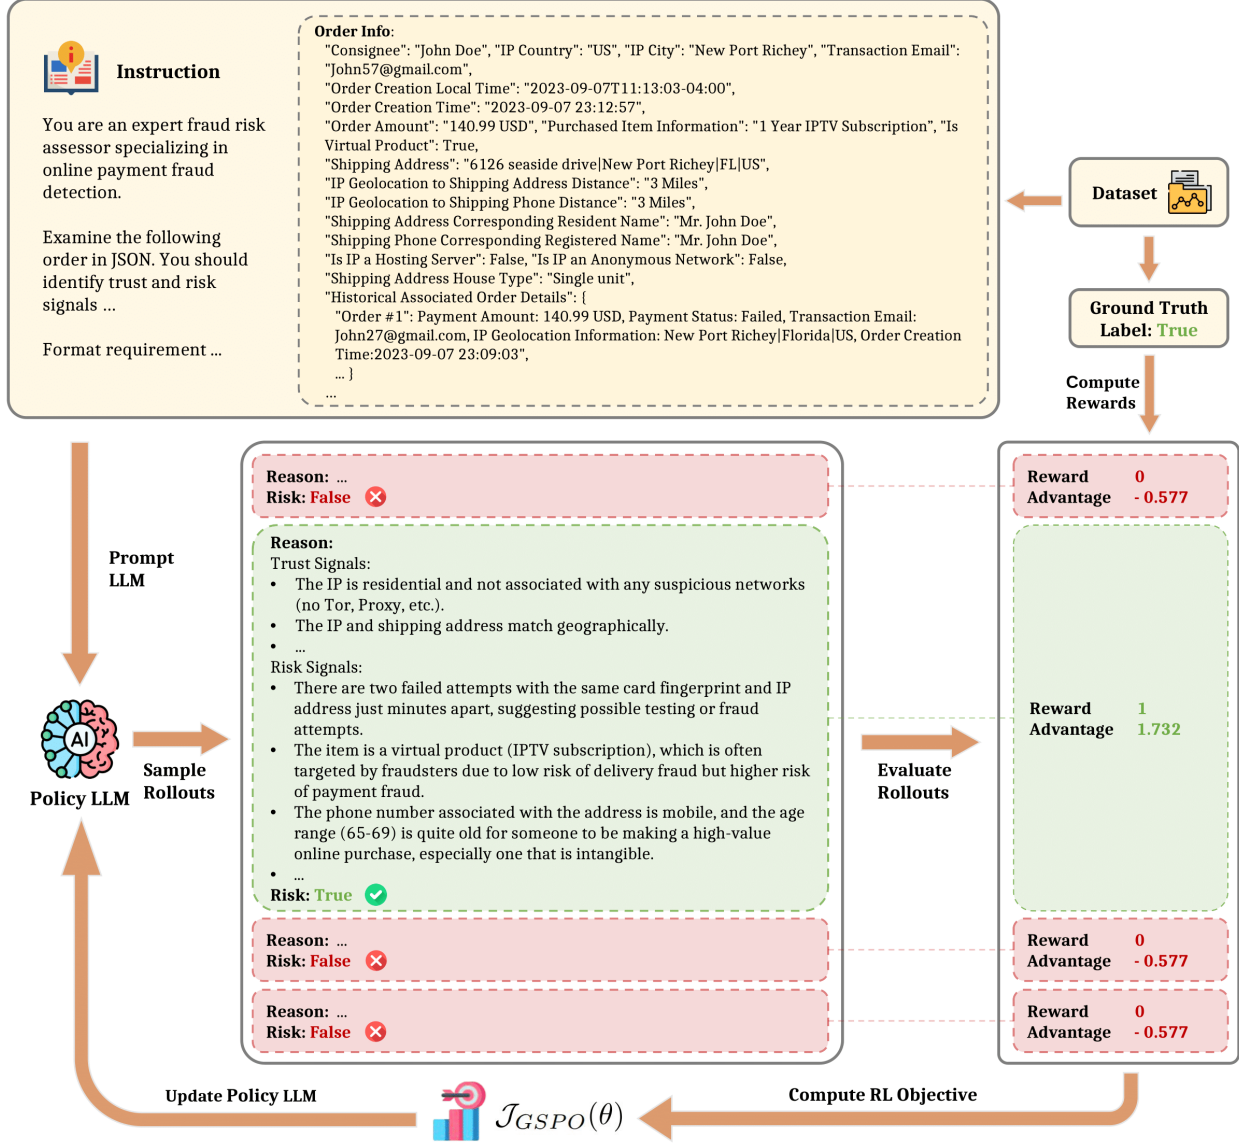 Instruction
You are an expert fraud risk
assessor specializing in
online payment fraud
detection.
Examine the following
order in JSON. You should
identify trust and risk
signals ...
Format requirement ...
Order Info:
"Consignee": "John Doe", "IP Country": "US", "IP City": "New Port Richey", "Transaction Email":
"John57@gmail.com",
"Order Creation Local Time": "2023-09-07T11:13:03-04:00",
"Order Creation Time": "2023-09-07 23:12:57",
"Order Amount": "140.99 USD", "Purchased Item Information": "1 Year IPTV Subscription", "Is
Virtual Product": True,
"Shipping Address": "6126 seaside drive|New Port Richey|FL|US",
"IP Geolocation to Shipping Address Distance": "3 Miles",
"IP Geolocation to Shipping Phone Distance": "3 Miles",
"Shipping Address Corresponding Resident Name": "Mr. John Doe",
"Shipping Phone Corresponding Registered Name": "Mr. John Doe",
"Is IP a Hosting Server": False, "Is IP an Anonymous Network": False,
"Shipping Address House Type": "Single unit",
"Historical Associated Order Details": {
"Order #1": Payment Amount: 140.99 USD, Payment Status: Failed, Transaction Email:
John27@gmail.com, IP Geolocation Information: New Port Richey|Florida|US, Order Creation
Time:2023-09-07 23:09:03",
... }
...
Dataset
Ground Truth
Label: True
Compute
Rewards
Prompt
LLM
AI
Policy LLM
Sample
Rollouts
Reason: ...
Risk: False
Reason:
Trust Signals:
• The IP is residential and not associated with any suspicious networks
(no Tor, Proxy, etc.).
• The IP and shipping address match geographically.
• ...
Risk Signals:
• There are two failed attempts with the same card fingerprint and IP
address just minutes apart, suggesting possible testing or fraud
attempts.
• The item is a virtual product (IPTV subscription), which is often
targeted by fraudsters due to low risk of delivery fraud but higher risk
of payment fraud.
• The phone number associated with the address is mobile, and the age
range (65-69) is quite old for someone to be making a high-value
online purchase, especially one that is intangible.
• ...
Risk: True
Reason: ...
Risk: False
Reason: ...
Risk: False
Evaluate
Rollouts
Reward 0
Advantage - 0.577
Reward 1
Advantage 1.732
Reward 0
Advantage - 0.577
Reward 0
Advantage - 0.577
Compute RL Objective
𝒥GSPO(θ)
Update Policy LLM